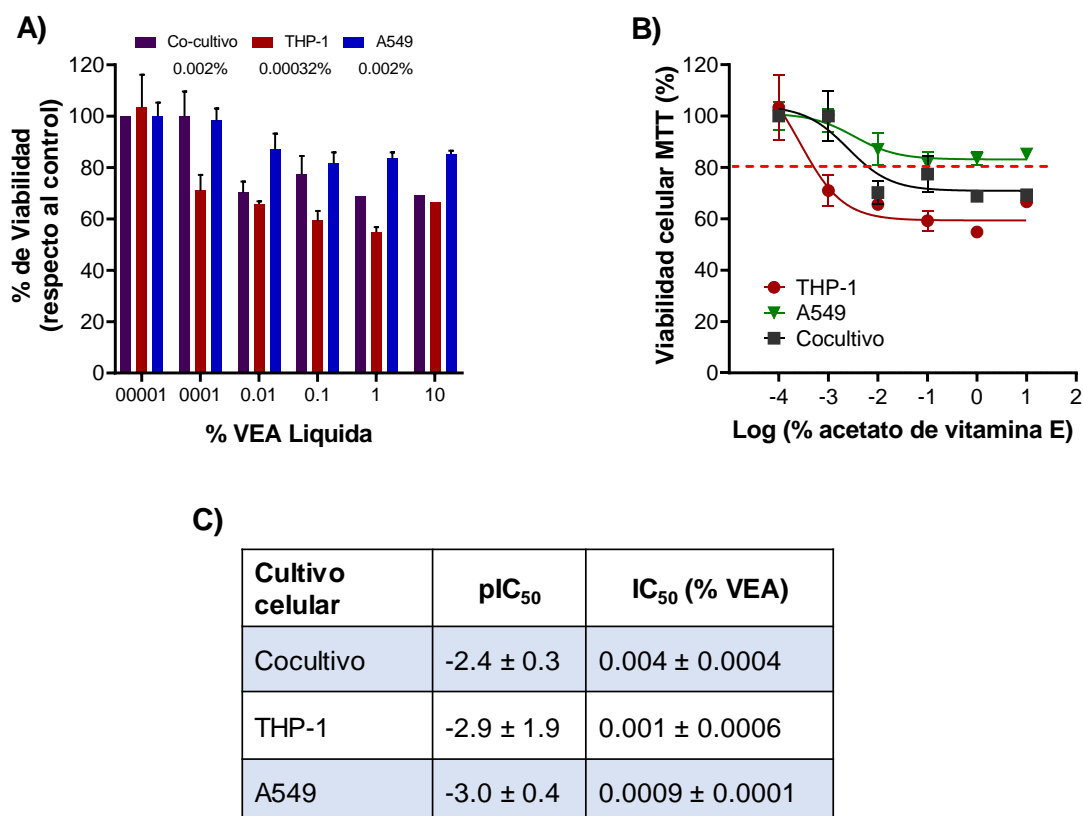 A)
Co-cultivo THP-1 A549
0.002% 0.00032% 0.002%
% de Viabilidad
(respecto al control)
120
100
80
60
40
20
0
00001 0001 0.01 0.1 1 10
% VEA Liquida
B)
Viabilidad celular MTT (%)
120
100
80
60
40
20
0
THP-1
A549
Cocultivo
-4 -3 -2 -1 0 1 2
Log (% acetato de vitamina E)
C)
Cultivo
celular
pIC50
IC50 (% VEA)
Cocultivo -2.4 ± 0.3 0.004 ± 0.0004
THP-1 -2.9 ± 1.9 0.001 ± 0.0006
A549 -3.0 ± 0.4 0.0009 ± 0.0001